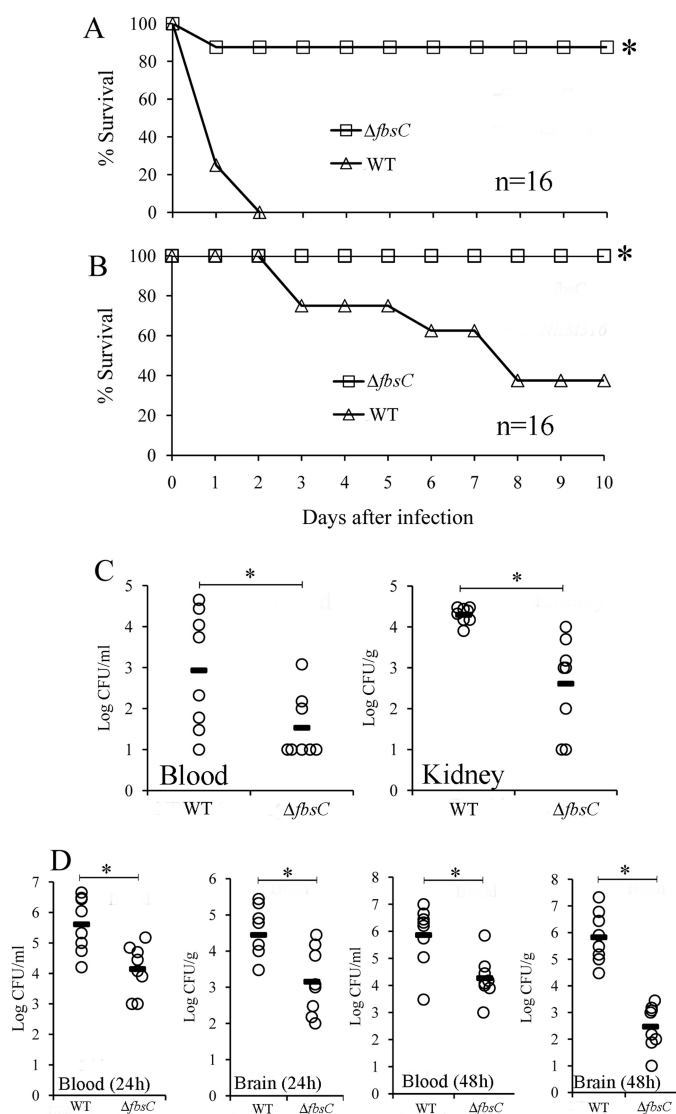 A
100
80
60
40
20
0
% Survival
ΔfbsC
WT
n=16
*
B
100
80
60
40
20
0
% Survival
ΔfbsC
WT
n=16
*
0 1 2 3 4 5 6 7 8 9 10
Days after infection
C
5
4
3
2
1
0
Log CFU/ml
*
Blood
WT ΔfbsC
5
4
3
2
1
0
Log CFU/g
*
Kidney
WT ΔfbsC
D
7
6
5
4
3
2
1
0
Log CFU/ml
*
Blood (24h)
WT ΔfbsC
6
5
4
3
2
1
0
Log CFU/g
*
Brain (24h)
WT ΔfbsC
8
7
6
5
4
3
2
1
0
Log CFU/ml
*
Blood (48h)
WT ΔfbsC
8
7
6
5
4
3
2
1
0
Log CFU/g
*
Brain (48h)
WT ΔfbsC